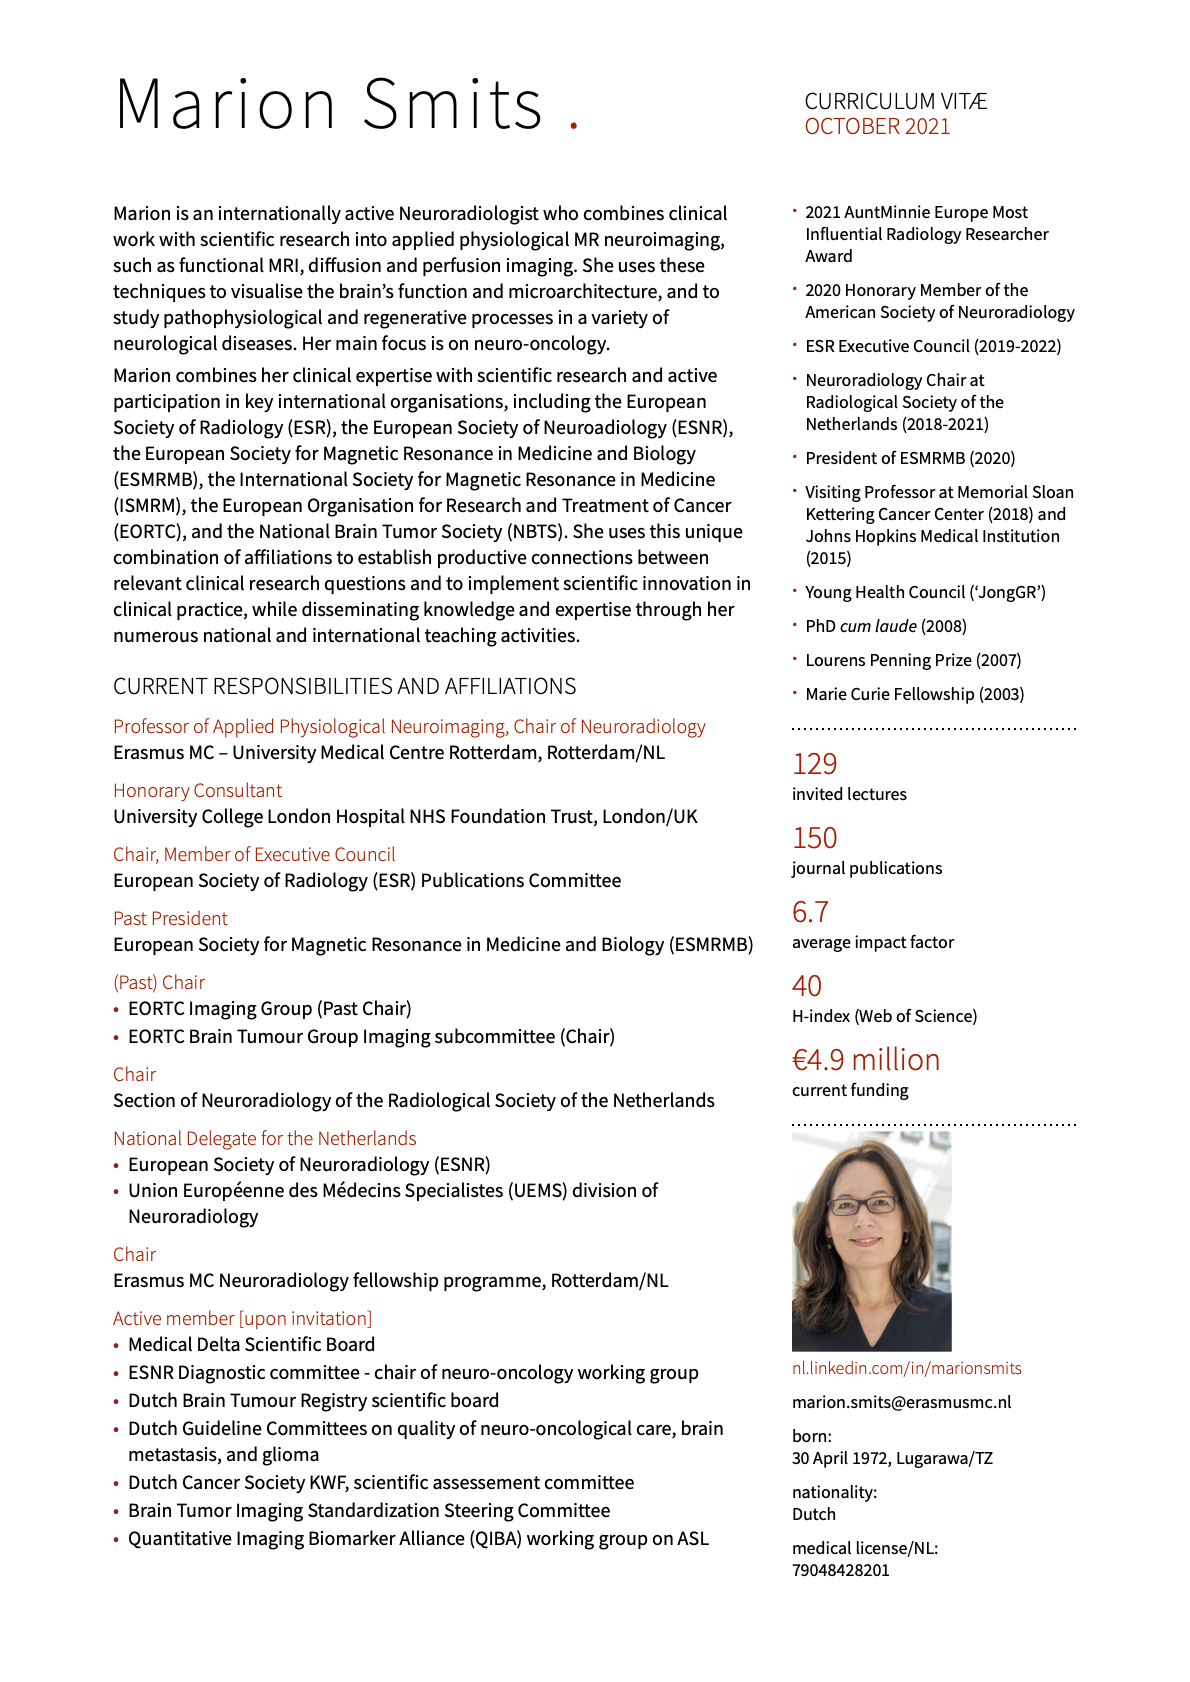 Marion Smits .
CURRICULUM VITÆ
OCTOBER 2021
Marion is an internationally active Neuroradiologist who combines clinical
work with scientific research into applied physiological MR neuroimaging,
such as functional MRI, diffusion and perfusion imaging. She uses these
techniques to visualise the brain’s function and microarchitecture, and to
study pathophysiological and regenerative processes in a variety of
neurological diseases. Her main focus is on neuro-oncology.
Marion combines her clinical expertise with scientific research and active
participation in key international organisations, including the European
Society of Radiology (ESR), the European Society of Neuroadiology (ESNR),
the European Society for Magnetic Resonance in Medicine and Biology
(ESMRMB), the International Society for Magnetic Resonance in Medicine
(ISMRM), the European Organisation for Research and Treatment of Cancer
(EORTC), and the National Brain Tumor Society (NBTS). She uses this unique
combination of affiliations to establish productive connections between
relevant clinical research questions and to implement scientific innovation in
clinical practice, while disseminating knowledge and expertise through her
numerous national and international teaching activities.
CURRENT RESPONSIBILITIES AND AFFILIATIONS
Professor of Applied Physiological Neuroimaging, Chair of Neuroradiology
Erasmus MC – University Medical Centre Rotterdam, Rotterdam/NL
Honorary Consultant
University College London Hospital NHS Foundation Trust, London/UK
Chair, Member of Executive Council
European Society of Radiology (ESR) Publications Committee
Past President
European Society for Magnetic Resonance in Medicine and Biology (ESMRMB)
(Past) Chair
• EORTC Imaging Group (Past Chair)
• EORTC Brain Tumour Group Imaging subcommittee (Chair)
Chair
Section of Neuroradiology of the Radiological Society of the Netherlands
National Delegate for the Netherlands
• European Society of Neuroradiology (ESNR)
• Union Européenne des Médecins Specialistes (UEMS) division of
Neuroradiology
Chair
Erasmus MC Neuroradiology fellowship programme, Rotterdam/NL
Active member [upon invitation]
• Medical Delta Scientific Board
• ESNR Diagnostic committee - chair of neuro-oncology working group
• Dutch Brain Tumour Registry scientific board
• Dutch Guideline Committees on quality of neuro-oncological care, brain
metastasis, and glioma
• Dutch Cancer Society KWF, scientific assessement committee
• Brain Tumor Imaging Standardization Steering Committee
• Quantitative Imaging Biomarker Alliance (QIBA) working group on ASL
• 2021 AuntMinnie Europe Most
Influential Radiology Researcher
Award
• 2020 Honorary Member of the
American Society of Neuroradiology
• ESR Executive Council (2019-2022)
• Neuroradiology Chair at
Radiological Society of the
Netherlands (2018-2021)
• President of ESMRMB (2020)
• Visiting Professor at Memorial Sloan
Kettering Cancer Center (2018) and
Johns Hopkins Medical Institution
(2015)
• Young Health Council (‘JongGR’)
• PhD cum laude (2008)
• Lourens Penning Prize (2007)
• Marie Curie Fellowship (2003)
129
invited lectures
150
journal publications
6.7
average impact factor
40
H-index (Web of Science)
€4.9 million
current funding
nl.linkedin.com/in/marionsmits
marion.smits@erasmusmc.nl
born:
30 April 1972, Lugarawa/TZ
nationality:
Dutch
medical license/NL:
79048428201